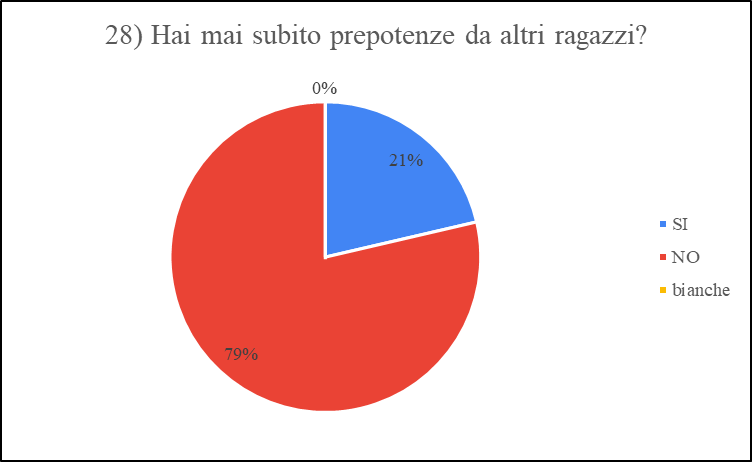 28) Hai mai subito prepotenze da altri ragazzi?
0%
21%
79%
SI
NO
bianche